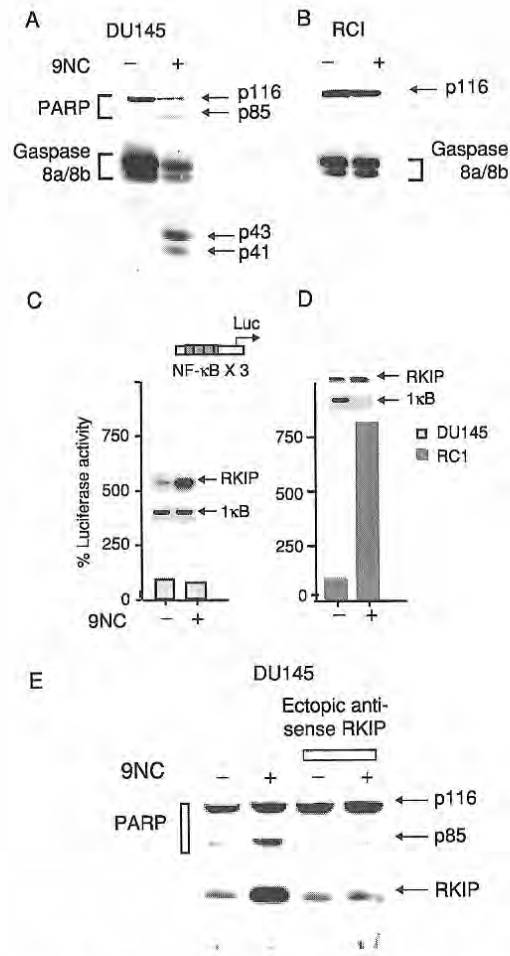 A
DU145
9NC − +
PARP
p116
p85
Gaspase
8a/8b
p43
p41
B
RCI
− +
p116
Gaspase
8a/8b
C
Luc
NF-κB X 3
% Luciferase activity
750
500
250
0
RKIP
1κB
9NC − +
D
RKIP
1κB
DU145
RC1
750
500
250
0
− +
E
DU145
Ectopic anti-
sense RKIP
9NC − + − +
PARP
p116
p85
RKIP